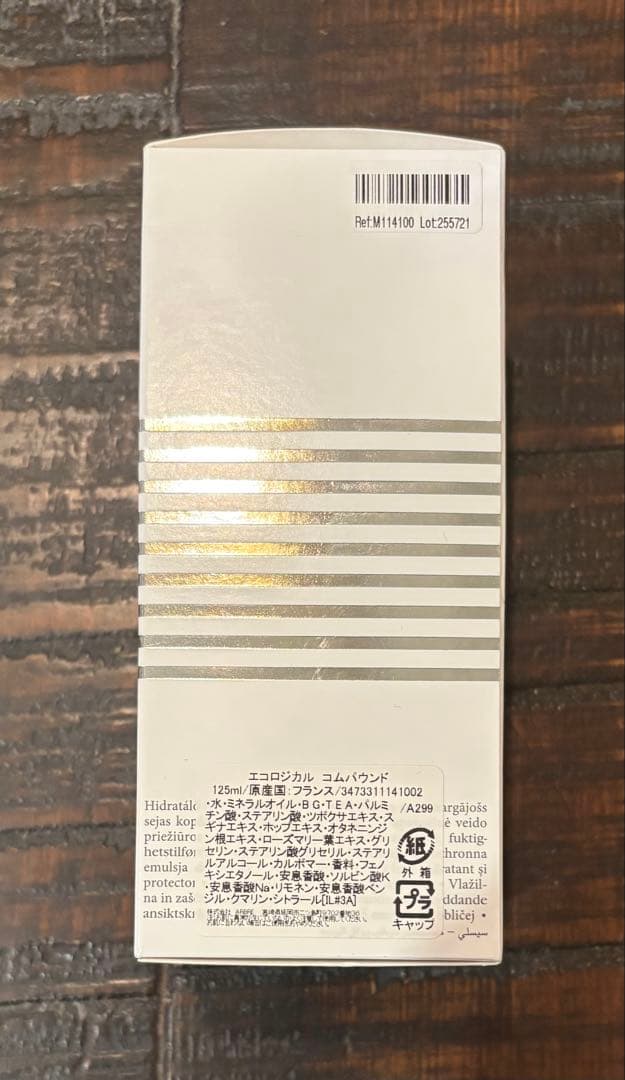 Ref:M114100 Lot:255721
エコロジカル コムパウンド
125ml/原産国:フランス/3473311141002
・水・ミネラルオイル・BG・TEA・パルミ /A299
チン酸・ステアリン酸・ツボクサエキス・ス
ギナエキス・ホップエキス・オタネニンジ
ン根エキス・ローズマリー葉エキス・グリ
セリン・ステアリン酸グリセリル・ステアリ
ルアルコール・カルボマー・香料・フェノ
キシエタノール・安息香酸・ソルビン酸K
・安息香酸Na・リモネン・安息香酸ベン
ジル・クマリン・シトラール[IL#3A]
紙
外箱
プラ
キャップ
Hidratálo
sejas kop
priežiūro
hetstilfør
emulsja
protector
na in zašč
ansiktskr
argājošs
ė veido
fuktig-
chronna
ratant și
Vlažil-
ddande
bličej •
سيسلي